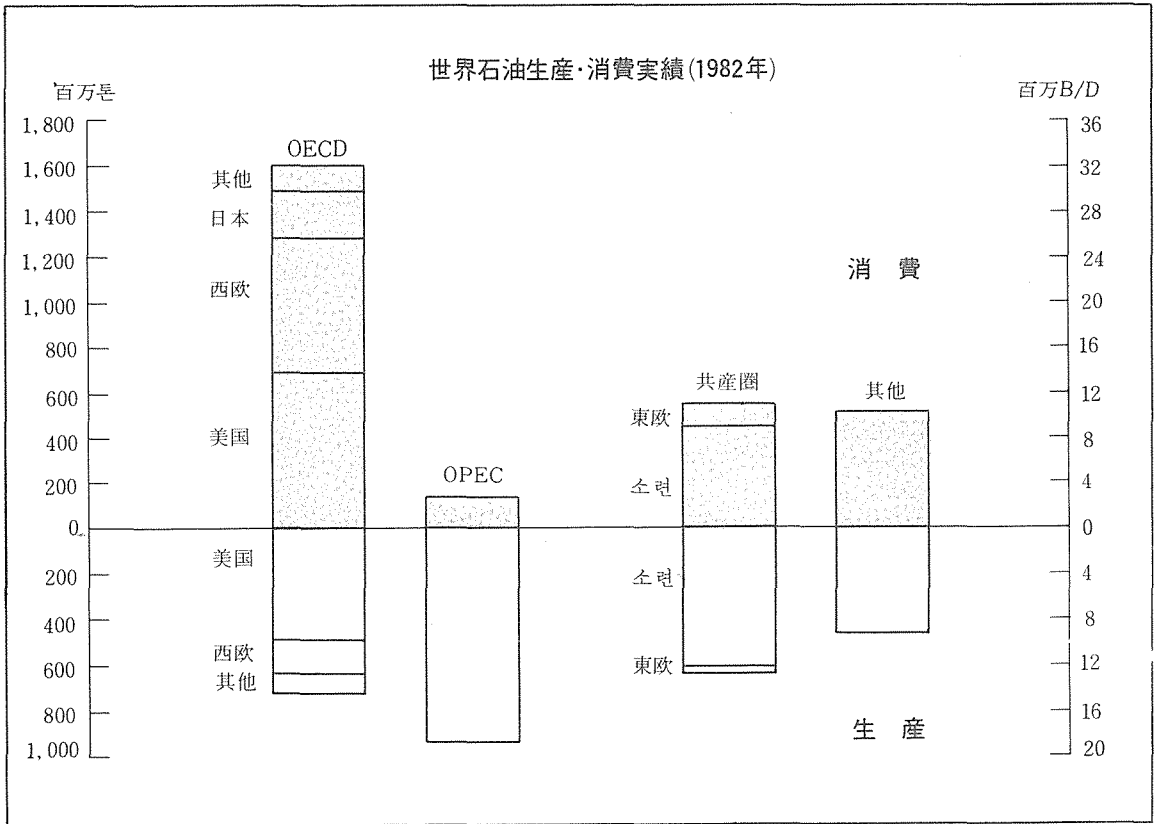 世界石油生産·消費実績(1982年)
百万톤
百万B/D
1,800
1,600
1,400
1,200
1,000
800
600
400
200
0
200
400
600
800
1,000
OECD
其他
日本
西欧
美国
美国
西欧
其他
OPEC
共産圏
東欧
소련
소련
東欧
其他
消費
生産
36
32
28
24
20
16
12
8
4
0
4
8
12
16
20